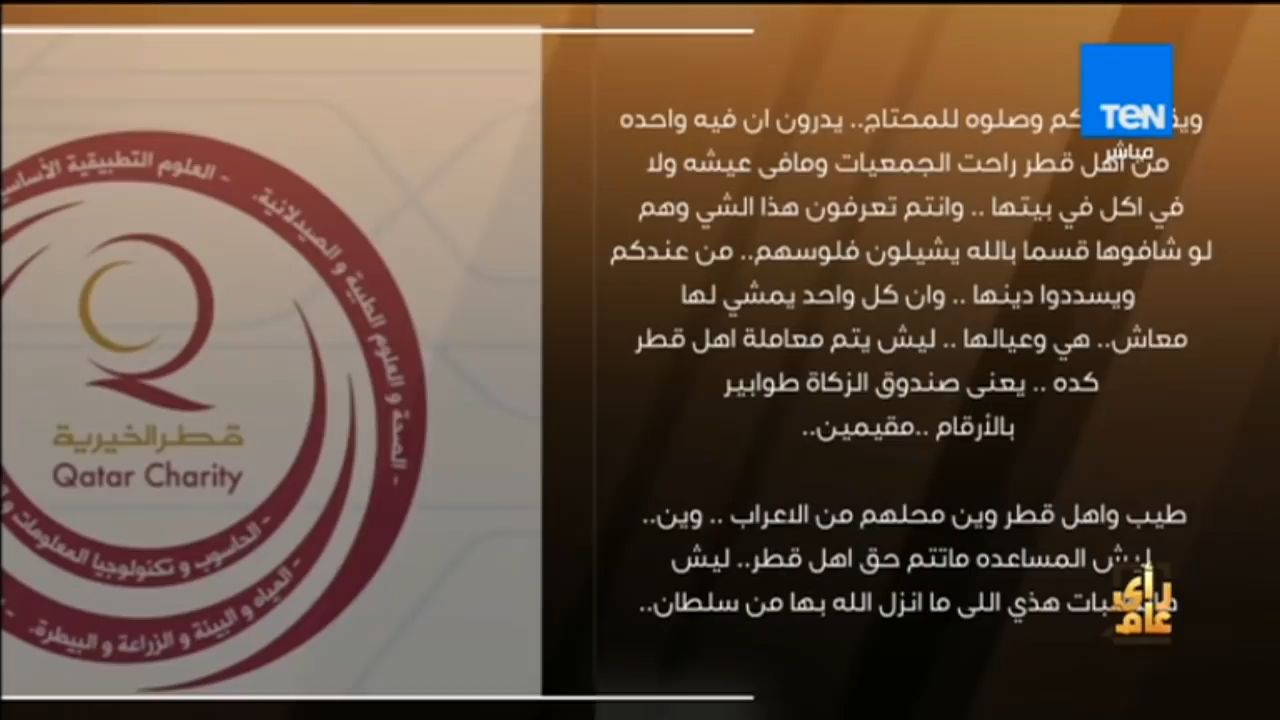 TEN
مباشر
كم وصلوه للمحتاج.. يدرون ان فيه واحده
من اهل قطر راحت الجمعيات ومافى عيشه ولا
في اكل في بيتها .. وانتم تعرفون هذا الشي وهم
لو شافوها قسما بالله يشيلون فلوسهم.. من عندكم
ويسددوا دينها .. وان كل واحد يمشي لها
معاش.. هي وعيالها .. ليش يتم معاملة اهل قطر
كده .. يعنى صندوق الزكاة طوابير
بالأرقام ..مقيمين..
طيب واهل قطر وين محلهم من الاعراب .. وين..
ليش المساعده ماتتم حق اهل قطر.. ليش
هذي اللى ما انزل الله بها من سلطان..
رأى
عام
- العلوم التطبيقية
الصحة و العلوم الطبية و الصيدلانية.
قطر الخيرية
Qatar Charity
- الحاسوب و تكنولوجيا المعلومات
- المياه و البيئة و الزراعة و البيطرة.